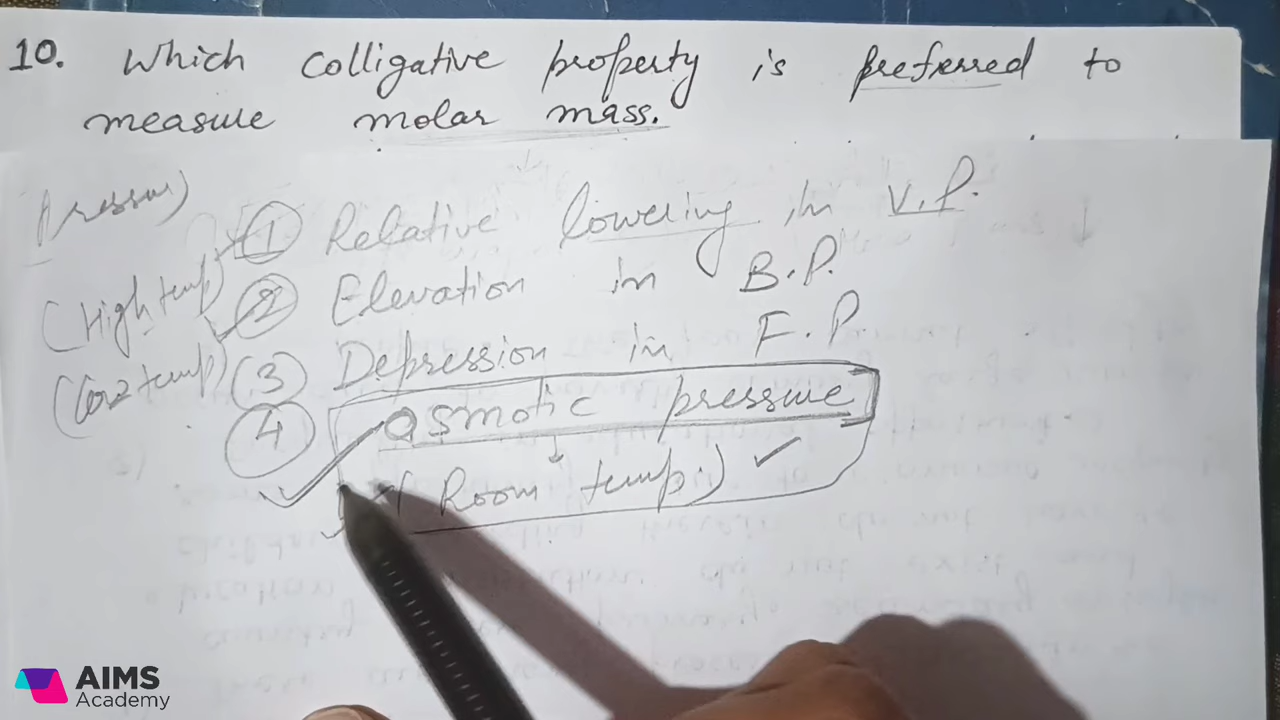 10. Which colligative property is preferred to
measure molar mass.
Pressure)
① Relative lowering in V.P.
(High temp) ② Elevation in B.P.
(low temp) ③ Depression in F.P.
④ Osmotic pressure
(Room temp.) ✓
AIMS
Academy